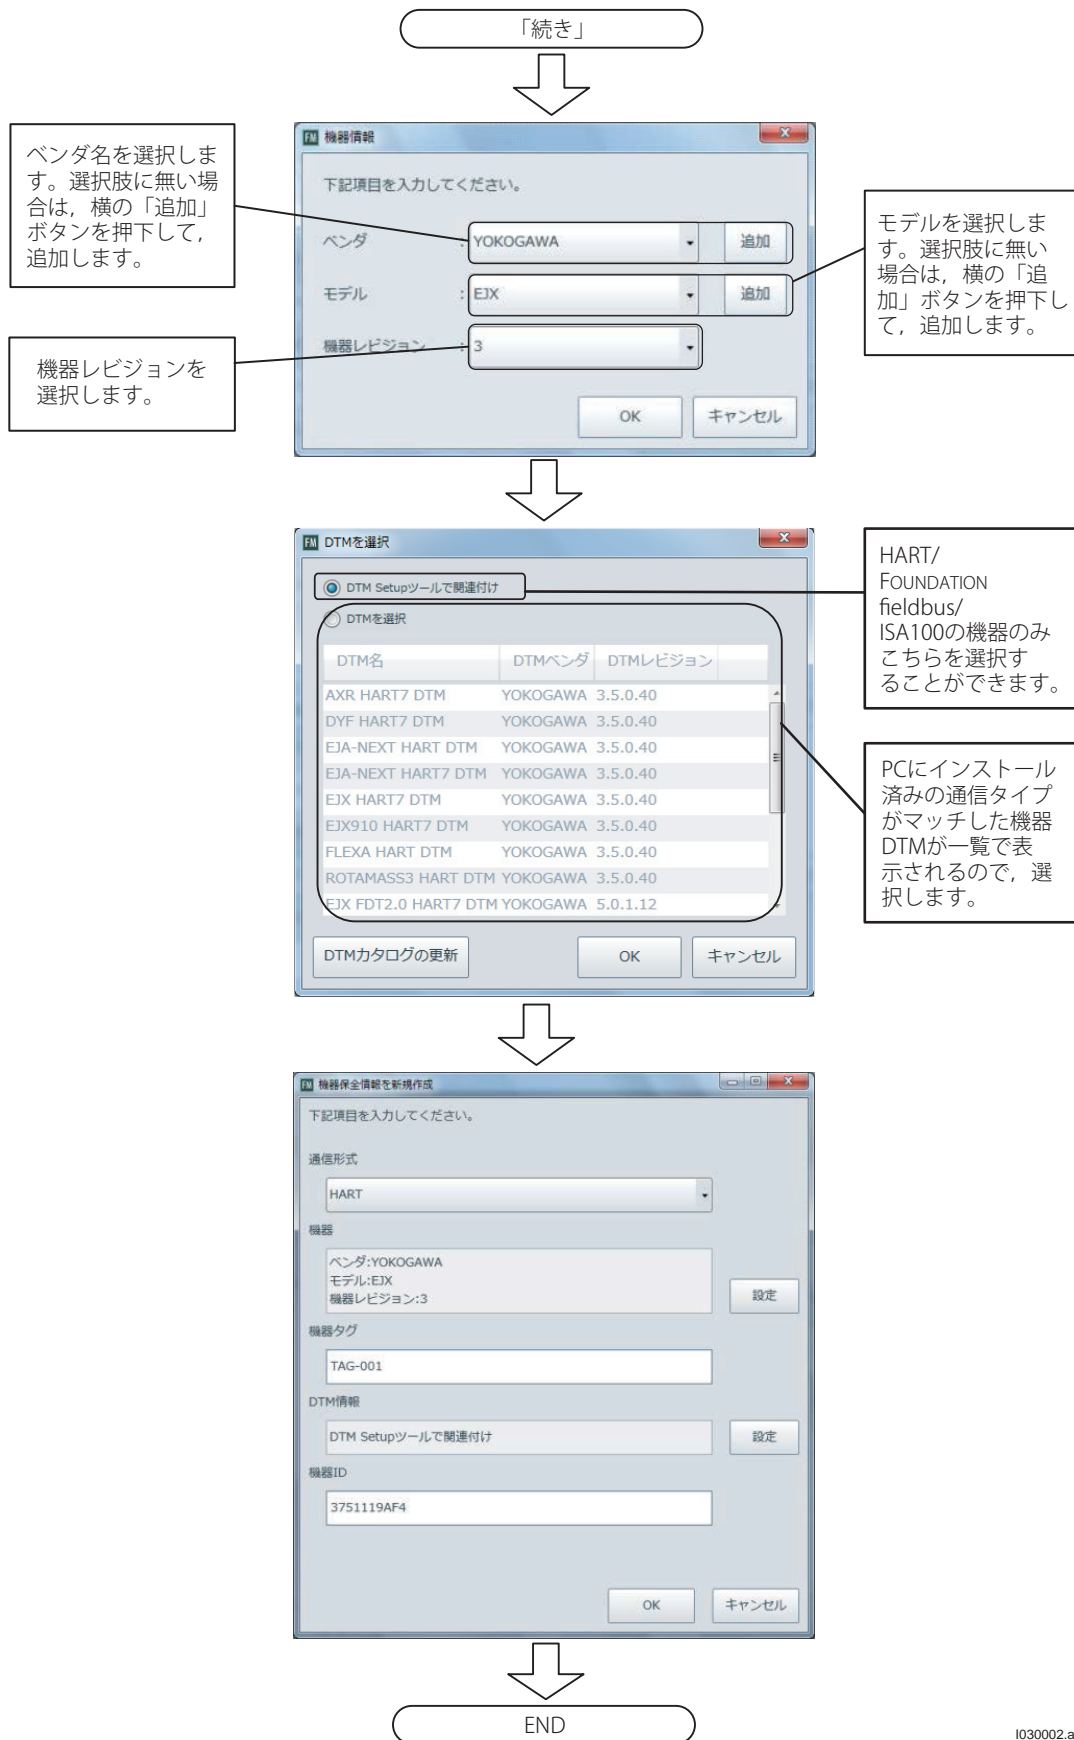 「続き」
ベンダ名を選択しま
す。選択肢に無い場
合は，横の「追加」
ボタンを押下して，
追加します。
機器レビジョンを
選択します。
FM 機器情報
下記項目を入力してください。
ベンダ : YOKOGAWA 追加
モデル : EJX 追加
機器レビジョン : 3
OK キャンセル
モデルを選択しま
す。選択肢に無い
場合は，横の「追
加」ボタンを押下し
て，追加します。
FM DTMを選択
DTM Setupツールで関連付け
DTMを選択
DTM名 DTMベンダ DTMレビジョン
AXR HART7 DTM YOKOGAWA 3.5.0.40
DYF HART7 DTM YOKOGAWA 3.5.0.40
EJA-NEXT HART DTM YOKOGAWA 3.5.0.40
EJA-NEXT HART7 DTM YOKOGAWA 3.5.0.40
EJX HART7 DTM YOKOGAWA 3.5.0.40
EJX910 HART7 DTM YOKOGAWA 3.5.0.40
FLEXA HART DTM YOKOGAWA 3.5.0.40
ROTAMASS3 HART DTM YOKOGAWA 3.5.0.40
EJX FDT2.0 HART7 DTM YOKOGAWA 5.0.1.12
DTMカタログの更新 OK キャンセル
HART/
FOUNDATION
fieldbus/
ISA100の機器のみ
こちらを選択す
ることができます。
PCにインストール
済みの通信タイプ
がマッチした機器
DTMが一覧で表
示されるので，選
択します。
FM 機器保全情報を新規作成
下記項目を入力してください。
通信形式
HART
機器
ベンダ:YOKOGAWA
モデル:EJX
機器レビジョン:3
設定
機器タグ
TAG-001
DTM情報
DTM Setupツールで関連付け 設定
機器ID
3751119AF4
OK キャンセル
END
I030002.a